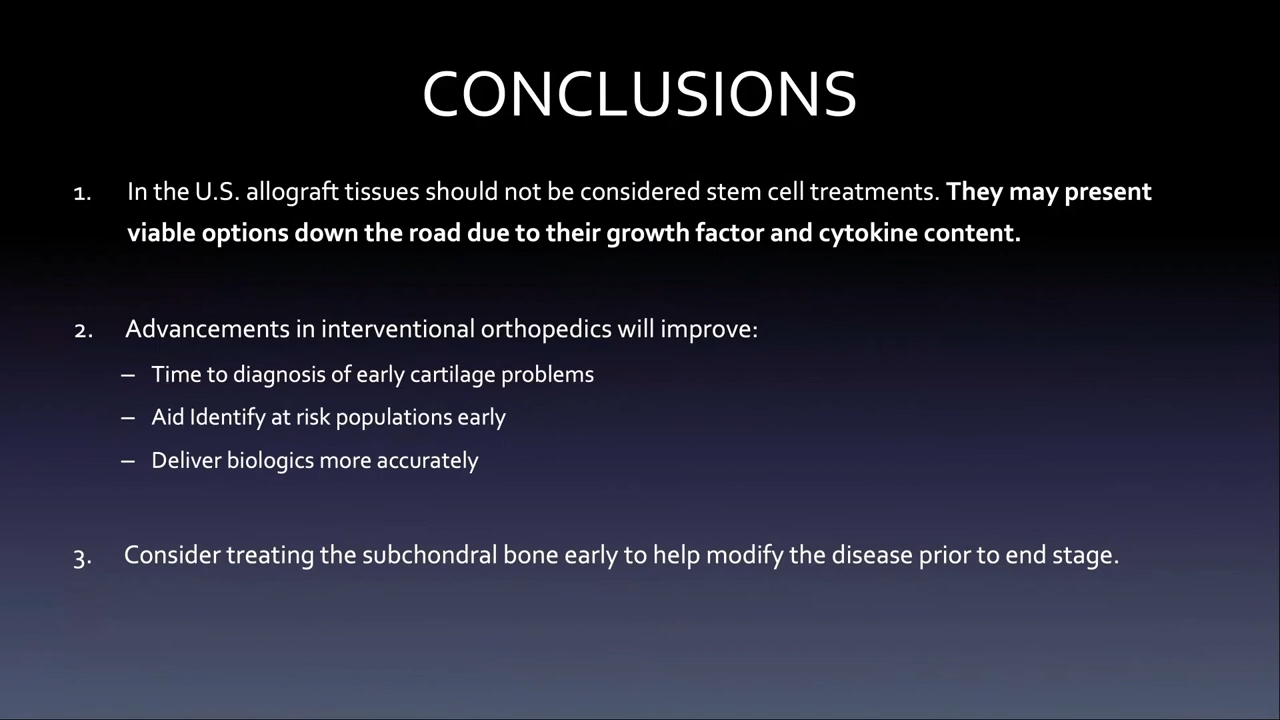 CONCLUSIONS
1. In the U.S. allograft tissues should not be considered stem cell treatments. They may present
viable options down the road due to their growth factor and cytokine content.
2. Advancements in interventional orthopedics will improve:
– Time to diagnosis of early cartilage problems
– Aid Identify at risk populations early
– Deliver biologics more accurately
3. Consider treating the subchondral bone early to help modify the disease prior to end stage.